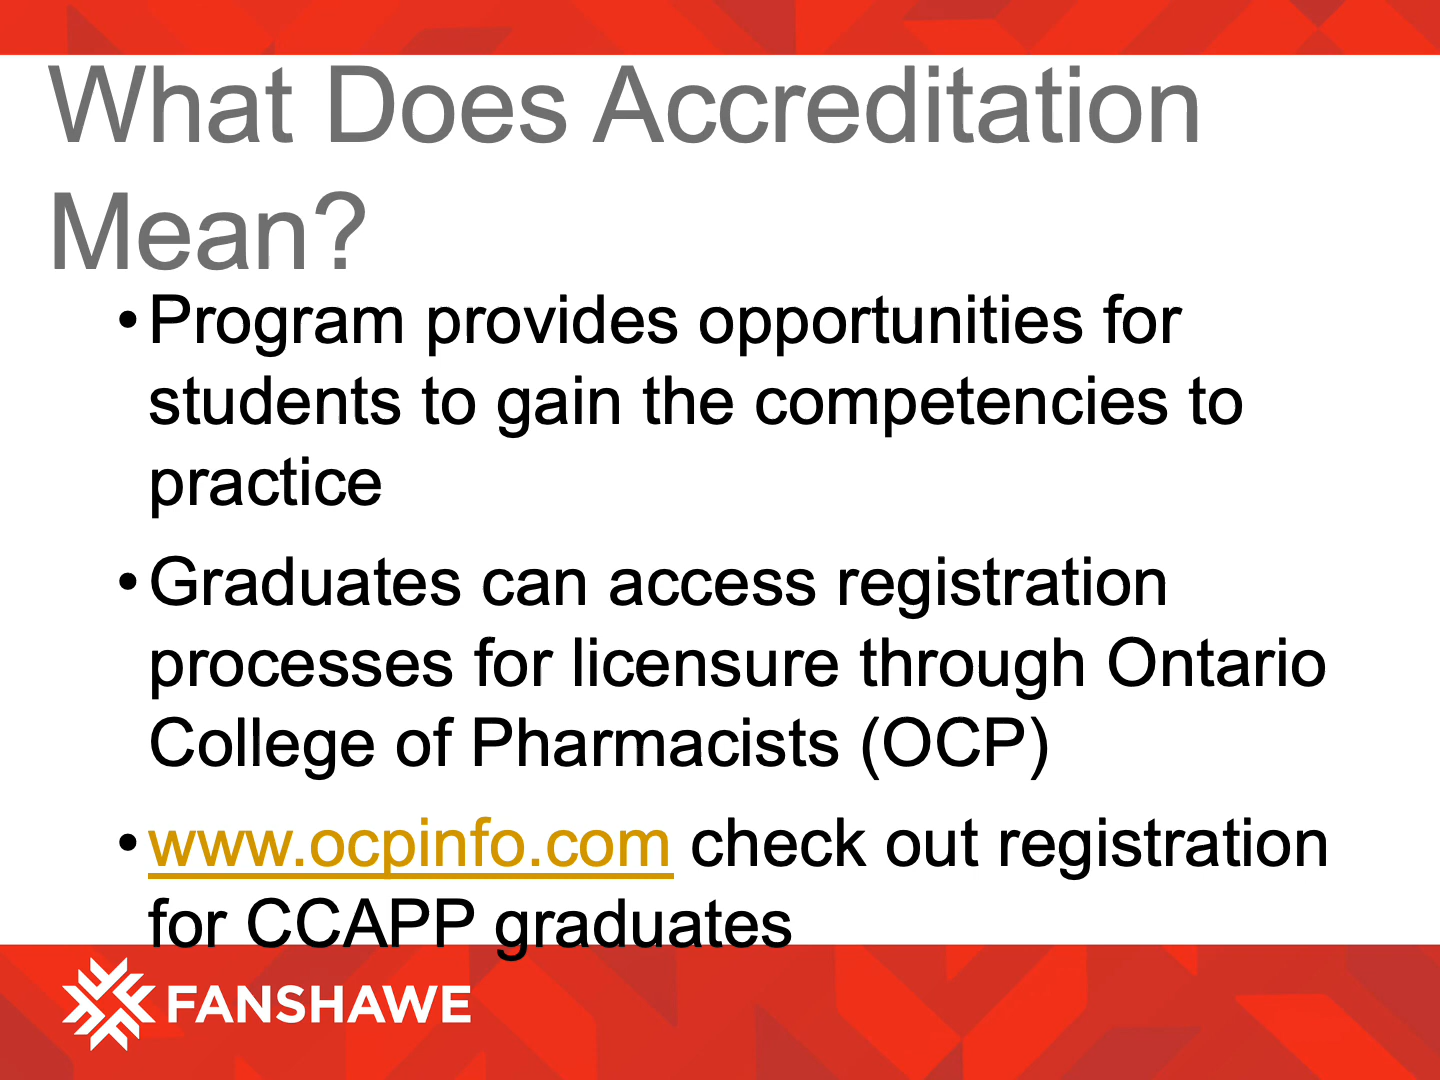 What Does Accreditation
Mean?
• Program provides opportunities for
students to gain the competencies to
practice
• Graduates can access registration
processes for licensure through Ontario
College of Pharmacists (OCP)
• www.ocpinfo.com check out registration
for CCAPP graduates
FANSHAWE